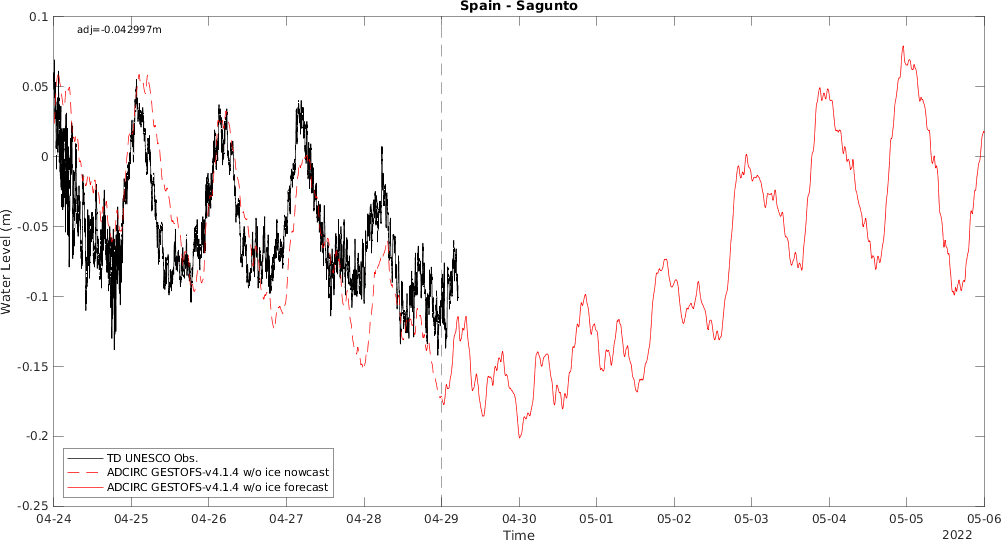 Spain - Sagunto
adj=-0.042997m
0.1
0.05
0
-0.05
-0.1
-0.15
-0.2
-0.25
Water Level (m)
TD UNESCO Obs.
ADCIRC GESTOFS-v4.1.4 w/o ice nowcast
ADCIRC GESTOFS-v4.1.4 w/o ice forecast
04-24 04-25 04-26 04-27 04-28 04-29 04-30 05-01 05-02 05-03 05-04 05-05 05-06
Time
2022